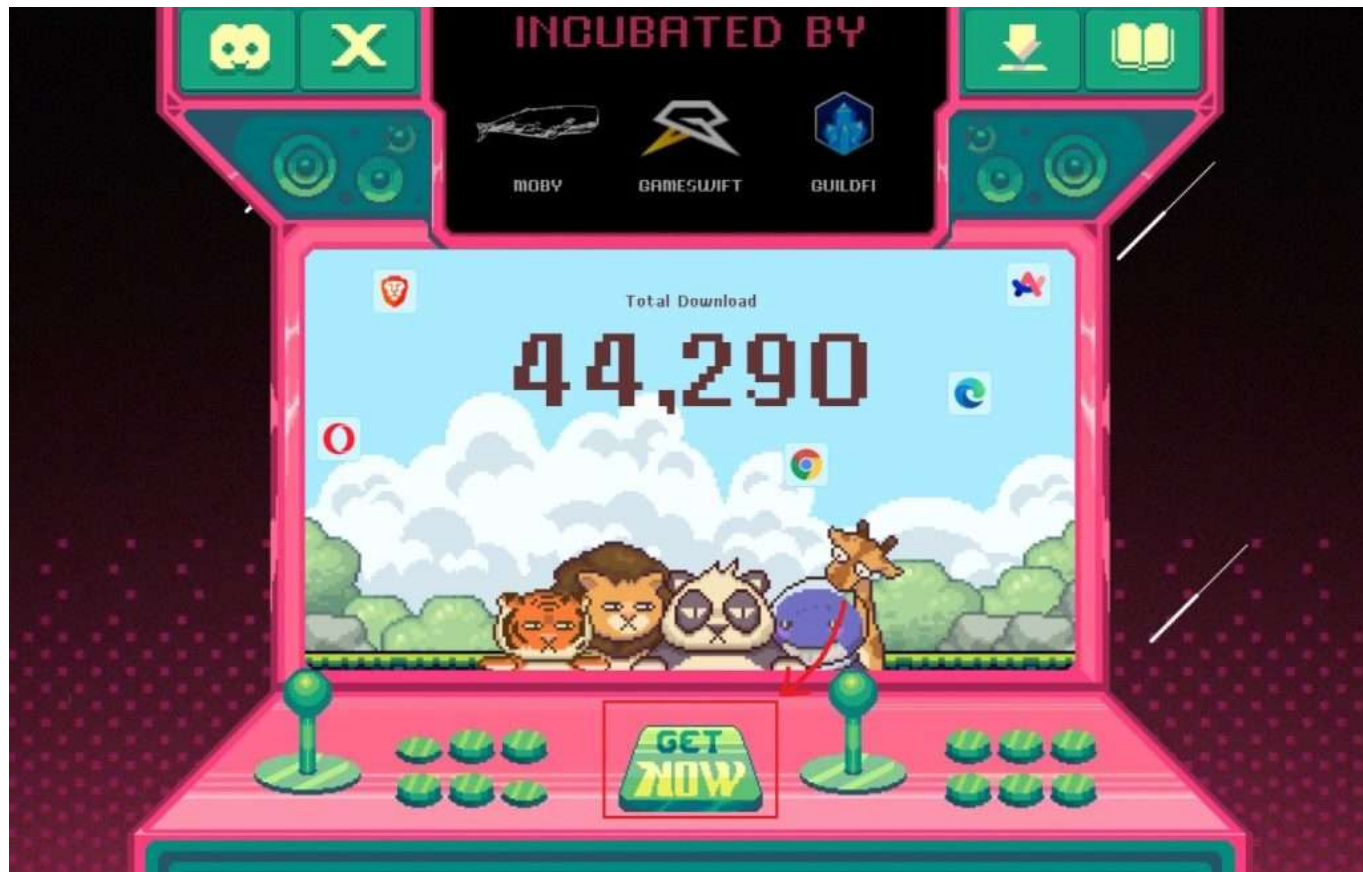 INCUBATED BY
MOBY
GAMESWIFT
GUILDFI
Total Download
44,290
GET
NOW